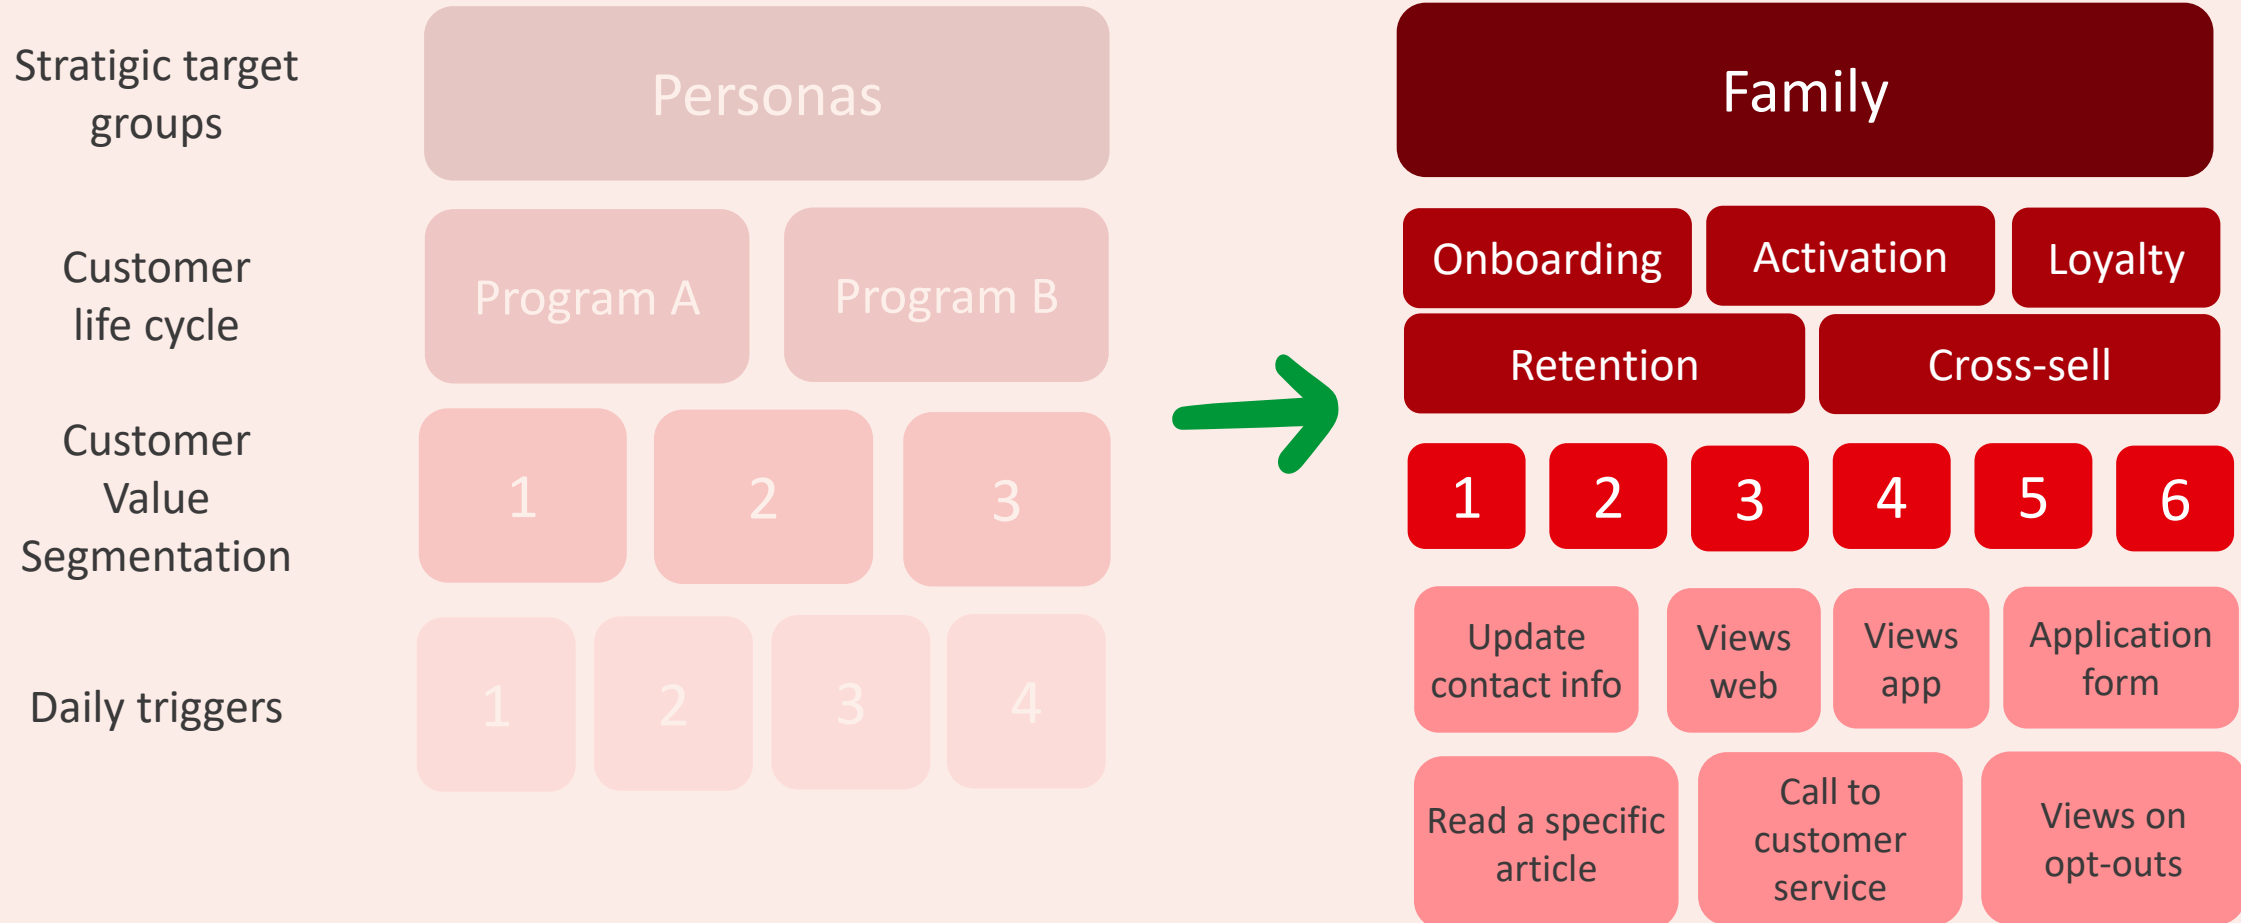 Stratigic target
groups
Personas
Family
Customer
life cycle
Program A
Program B
Onboarding
Activation
Loyalty
Retention
Cross-sell
Customer
Value
Segmentation
1
2
3
1
2
3
4
5
6
Daily triggers
1
2
3
4
Update
contact info
Views
web
Views
app
Application
form
Read a specific
article
Call to
customer
service
Views on
opt-outs